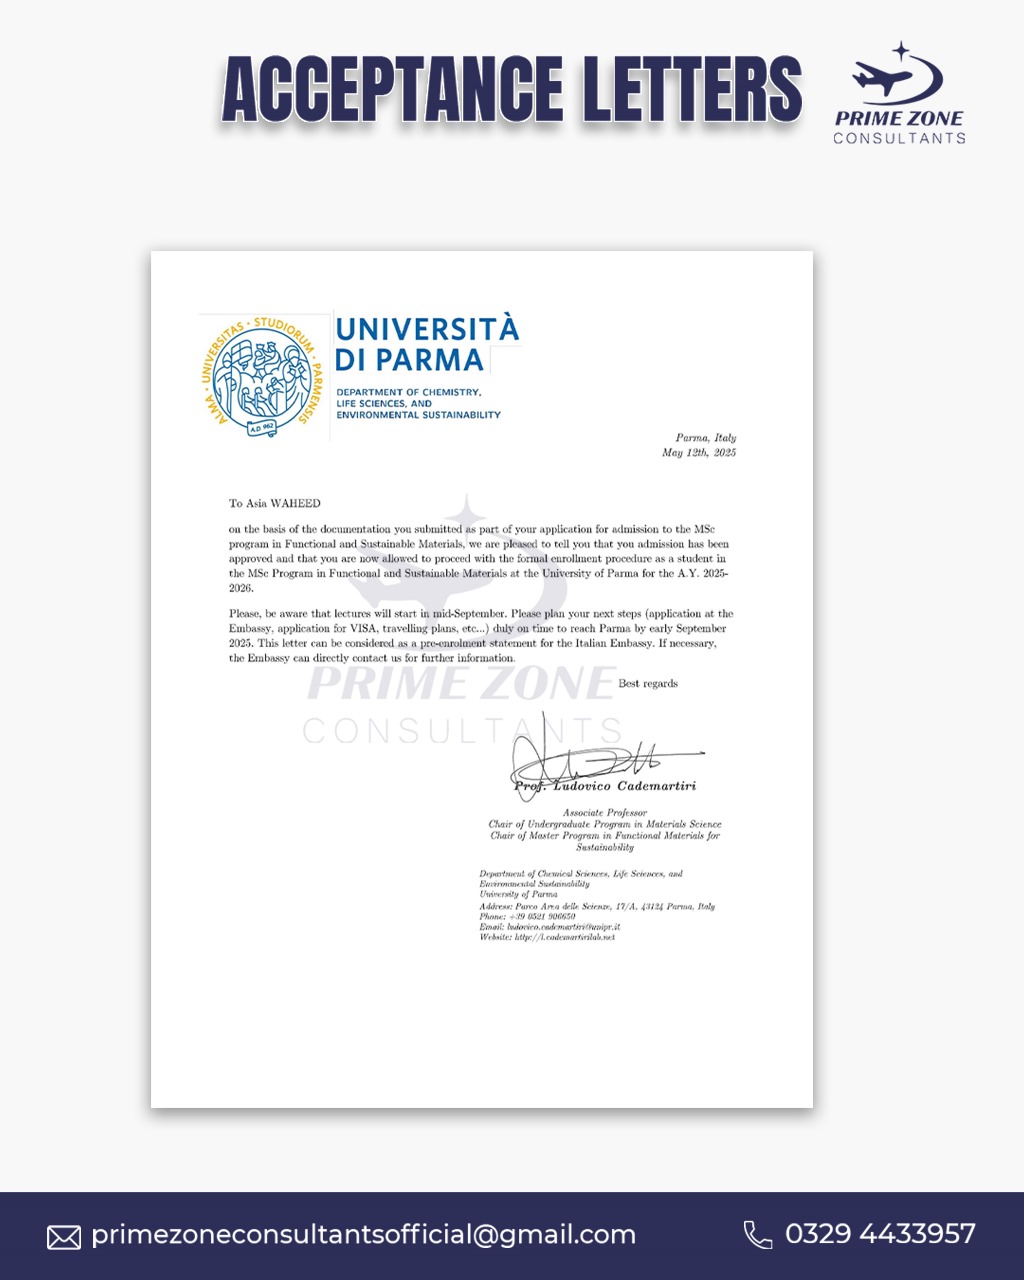 ACCEPTANCE LETTERS
PRIME ZONE
CONSULTANTS
ALMA · UNIVERSITAS · STUDIORUM · PARMENSIS
A.D. 962
UNIVERSITÀ
DI PARMA
DEPARTMENT OF CHEMISTRY,
LIFE SCIENCES, AND
ENVIRONMENTAL SUSTAINABILITY
Parma, Italy
May 12th, 2025
To Asia WAHEED
on the basis of the documentation you submitted as part of your application for admission to the MSc
program in Functional and Sustainable Materials, we are pleased to tell you that you admission has been
approved and that you are now allowed to proceed with the formal enrollment procedure as a student in
the MSc Program in Functional and Sustainable Materials at the University of Parma for the A.Y. 2025-
2026.
Please, be aware that lectures will start in mid-September. Please plan your next steps (application at the
Embassy, application for VISA, travelling plans, etc...) duly on time to reach Parma by early September
2025. This letter can be considered as a pre-enrolment statement for the Italian Embassy. If necessary,
the Embassy can directly contact us for further information.
PRIME ZONE
CONSULTANTS
Best regards
Prof. Ludovico Cademartiri
Associate Professor
Chair of Undergraduate Program in Materials Science
Chair of Master Program in Functional Materials for
Sustainability
Department of Chemical Sciences, Life Sciences, and
Environmental Sustainability
University of Parma
Address: Parco Area delle Scienze, 17/A, 43124 Parma, Italy
Phone: +39 0521 906650
Email: ludovico.cademartiri@unipr.it
Website: http://l.cademartirilab.net
primezoneconsultantsofficial@gmail.com
0329 4433957